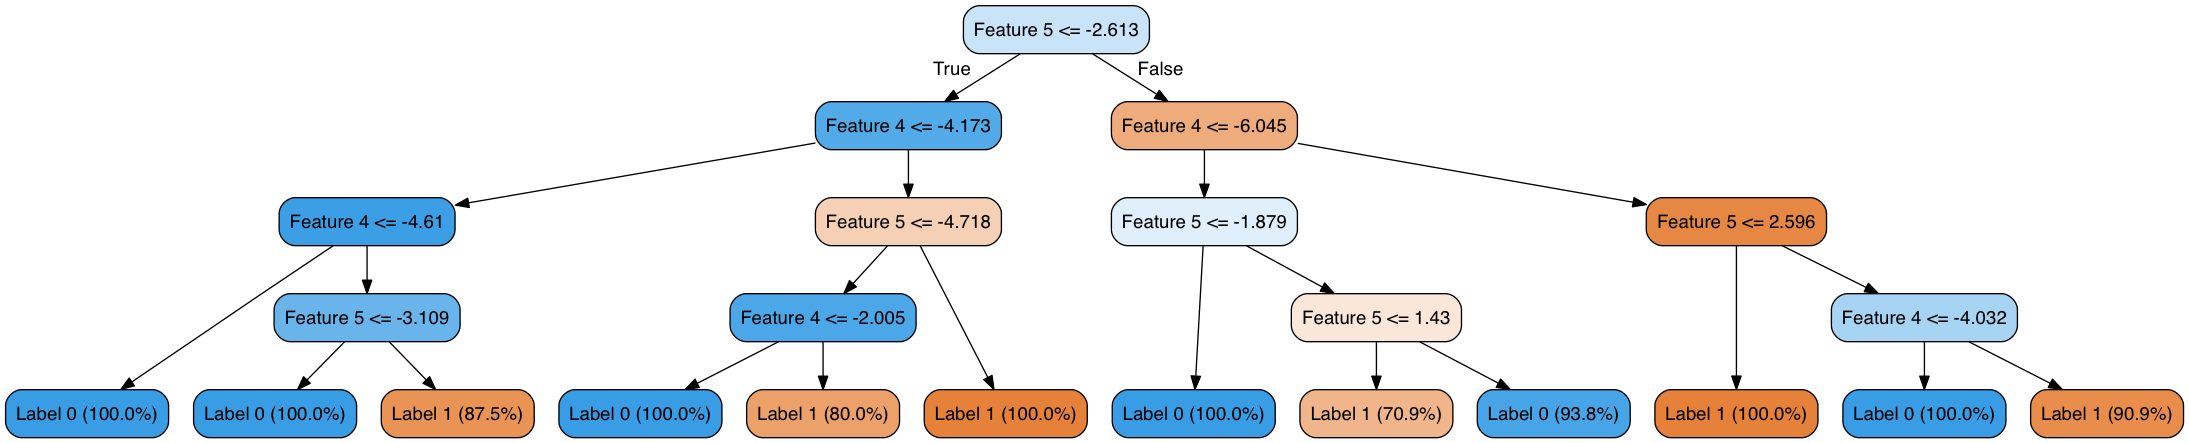 Feature 5 <= -2.613
True
False
Feature 4 <= -4.173
Feature 4 <= -6.045
Feature 4 <= -4.61
Feature 5 <= -4.718
Feature 5 <= -1.879
Feature 5 <= 2.596
Feature 5 <= -3.109
Feature 4 <= -2.005
Feature 5 <= 1.43
Feature 4 <= -4.032
Label 0 (100.0%)
Label 0 (100.0%)
Label 1 (87.5%)
Label 0 (100.0%)
Label 1 (80.0%)
Label 1 (100.0%)
Label 0 (100.0%)
Label 1 (70.9%)
Label 0 (93.8%)
Label 1 (100.0%)
Label 0 (100.0%)
Label 1 (90.9%)